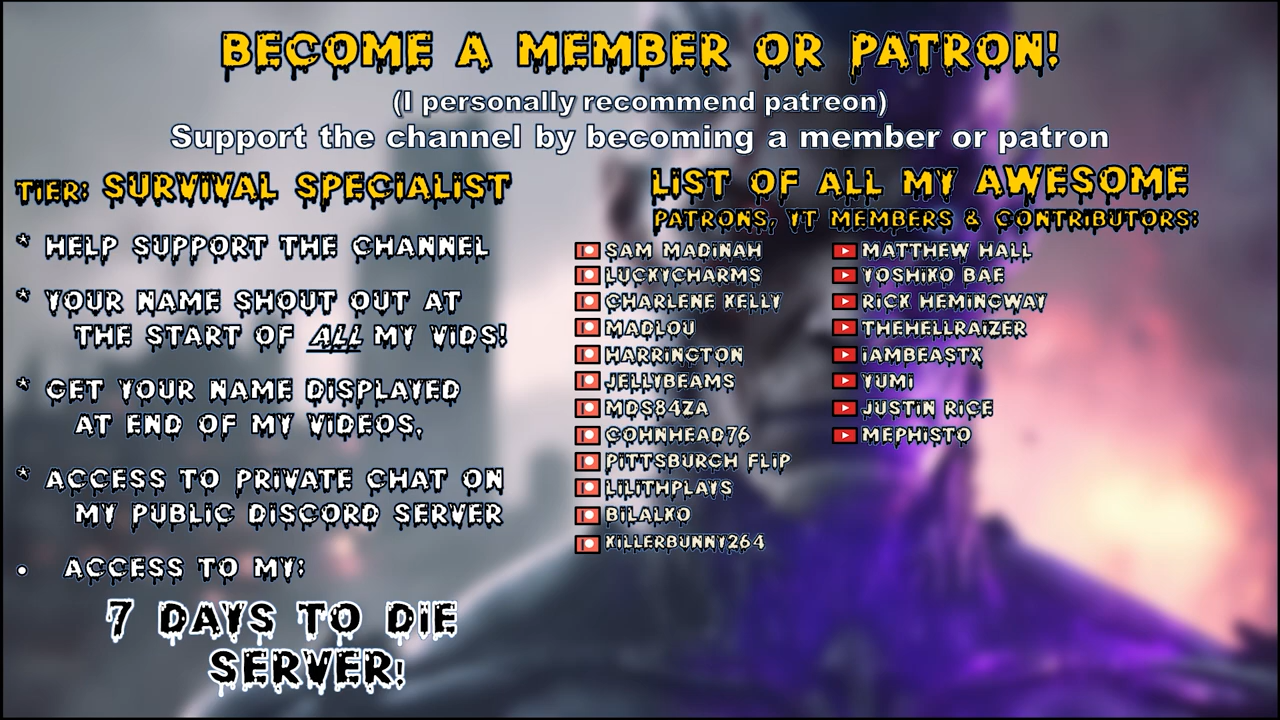 BECOME A MEMBER OR PATRON!
(I personally recommend patreon)
Support the channel by becoming a member or patron
TiER: SURViVAL SPECiALiST
* HELP SUPPORT THE CHANNEL
* YOUR NAME SHOUT OUT AT
THE START OF ALL MY ViDS!
* GET YOUR NAME DiSPLAYED
AT END OF MY ViDEOS.
* ACCESS TO PRiVATE CHAT ON
MY PUBLiC DiSCORD SERVER
• ACCESS TO MY:
7 DAYS TO DiE
SERVER!
LiST OF ALL MY AWESOME
PATRONS, YT MEMBERS & CONTRiBUTORS:
SAM MADiNAH
LUCKYCHARMS
CHARLENE KELLY
MADLOU
HARRiNGTON
JELLYBEAMS
MDS84ZA
COHNHEAD76
PiTTSBURGH FLiP
LiLiTHPLAYS
BiLALKO
KiLLERBUNNY264
MATTHEW HALL
YOSHiKO BAE
RiCK HEMiNGWAY
THEHELLRAiZER
iAMBEASTX
YUMi
JUSTiN RiCE
MEPHiSTO